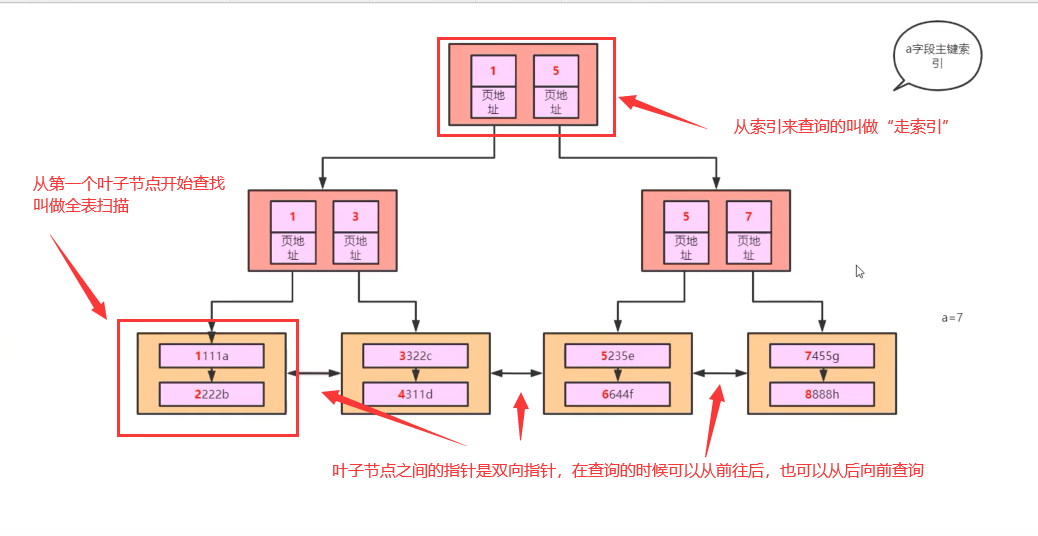 a字段主键索
引
1 5
页地 页地
址 址
从索引来查询的叫做“走索引”
从第一个叶子节点开始查找
叫做全表扫描
1 3 5 7
页地 页地 页地 页地
址 址 址 址
a=7
1111a 3322c 5235e 7455g
2222b 4311d 6644f 8888h
叶子节点之间的指针是双向指针，在查询的时候可以从前往后，也可以从后向前查询